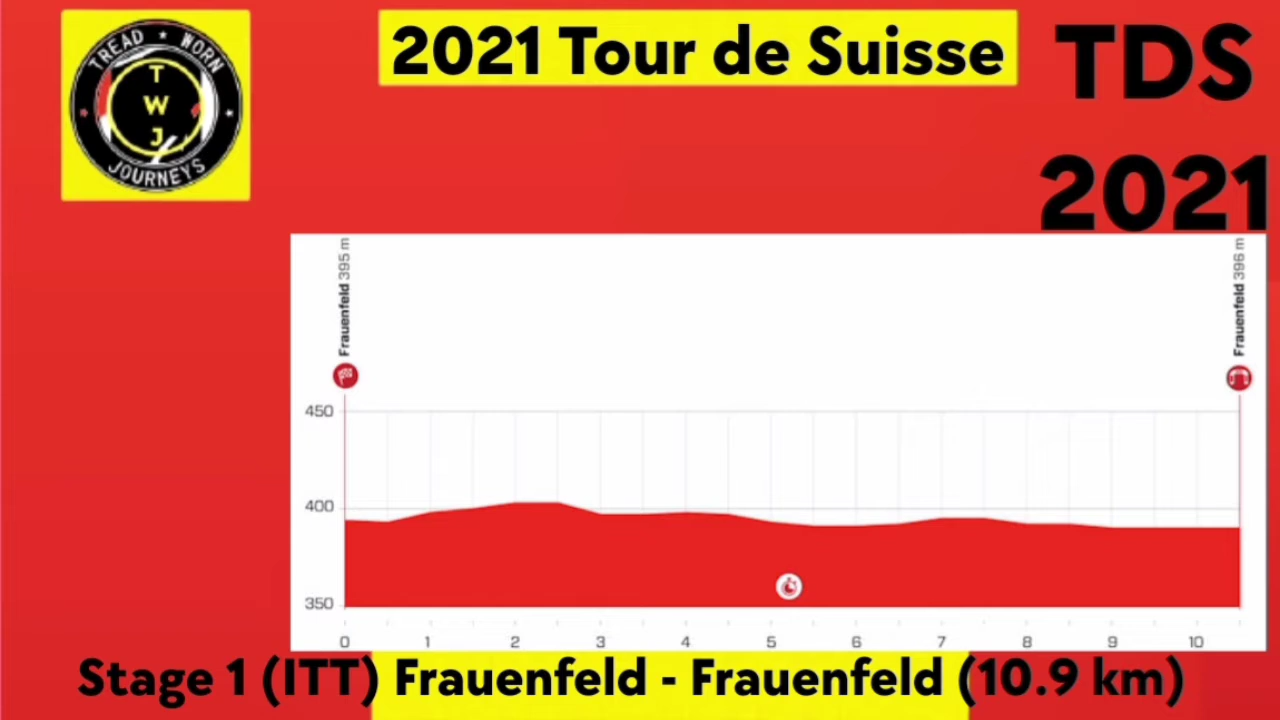 TREAD ★ WORN
T
W
J
JOURNEYS
2021 Tour de Suisse
TDS
2021
Frauenfeld 395 m
Frauenfeld 396 m
450
400
350
0 1 2 3 4 5 6 7 8 9 10
Stage 1 (ITT) Frauenfeld - Frauenfeld (10.9 km)